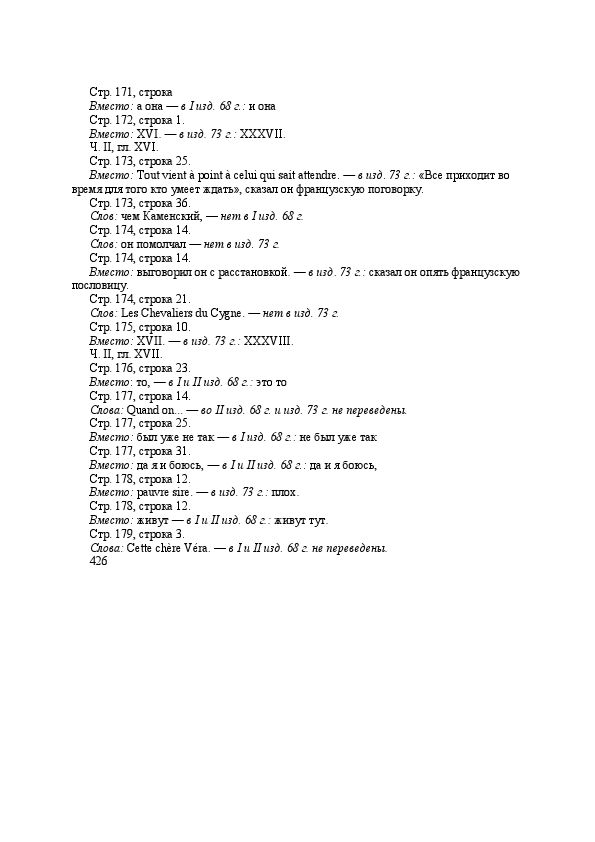 Стр. 171, строка
Вместо: а она — в I изд. 68 г.: и она
Стр. 172, строка 1.
Вместо: XVI. — в изд. 73 г.: XXXVII.
Ч. II, гл. XVI.
Стр. 173, строка 25.
Вместо: Tout vient à point à celui qui sait attendre. — в изд. 73 г.: «Все приходит во
время для того кто умеет ждать», сказал он французскую поговорку.
Стр. 173, строка 36.
Слов: чем Каменский, — нет в I изд. 68 г.
Стр. 174, строка 14.
Слов: он помолчал — нет в изд. 73 г.
Стр. 174, строка 14.
Вместо: выговорил он с расстановкой. — в изд. 73 г.: сказал он опять французскую
пословицу.
Стр. 174, строка 21.
Слов: Les Chevaliers du Cygne. — нет в изд. 73 г.
Стр. 175, строка 10.
Вместо: XVII. — в изд. 73 г.: XXXVIII.
Ч. II, гл. XVII.
Стр. 176, строка 23.
Вместо: то, — в I и II изд. 68 г.: это то
Стр. 177, строка 14.
Слова: Quand on... — во II изд. 68 г. и изд. 73 г. не переведены.
Стр. 177, строка 25.
Вместо: был уже не так — в I изд. 68 г.: не был уже так
Стр. 177, строка 31.
Вместо: да я и боюсь, — в I и II изд. 68 г.: да и я боюсь,
Стр. 178, строка 12.
Вместо: pauvre sire. — в изд. 73 г.: плох.
Стр. 178, строка 12.
Вместо: живут — в I и II изд. 68 г.: живут тут.
Стр. 179, строка 3.
Слова: Cette chère Véra. — в I и II изд. 68 г. не переведены.
426